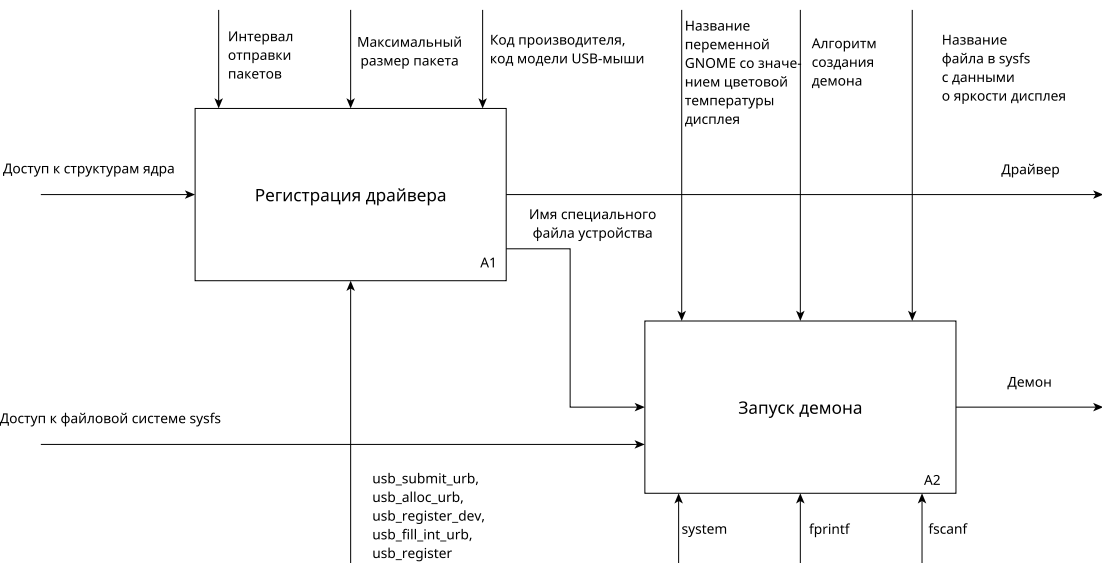 Интервал
отправки
пакетов
Максимальный
размер пакета
Код производителя,
код модели USB-мыши
Название
переменной
GNOME со значе-
нием цветовой
температуры
дисплея
Алгоритм
создания
демона
Название
файла в sysfs
с данными
о яркости дисплея
Доступ к структурам ядра
Регистрация драйвера
A1
Драйвер
Имя специального
файла устройства
Доступ к файловой системе sysfs
Запуск демона
A2
Демон
usb_submit_urb,
usb_alloc_urb,
usb_register_dev,
usb_fill_int_urb,
usb_register
system
fprintf
fscanf